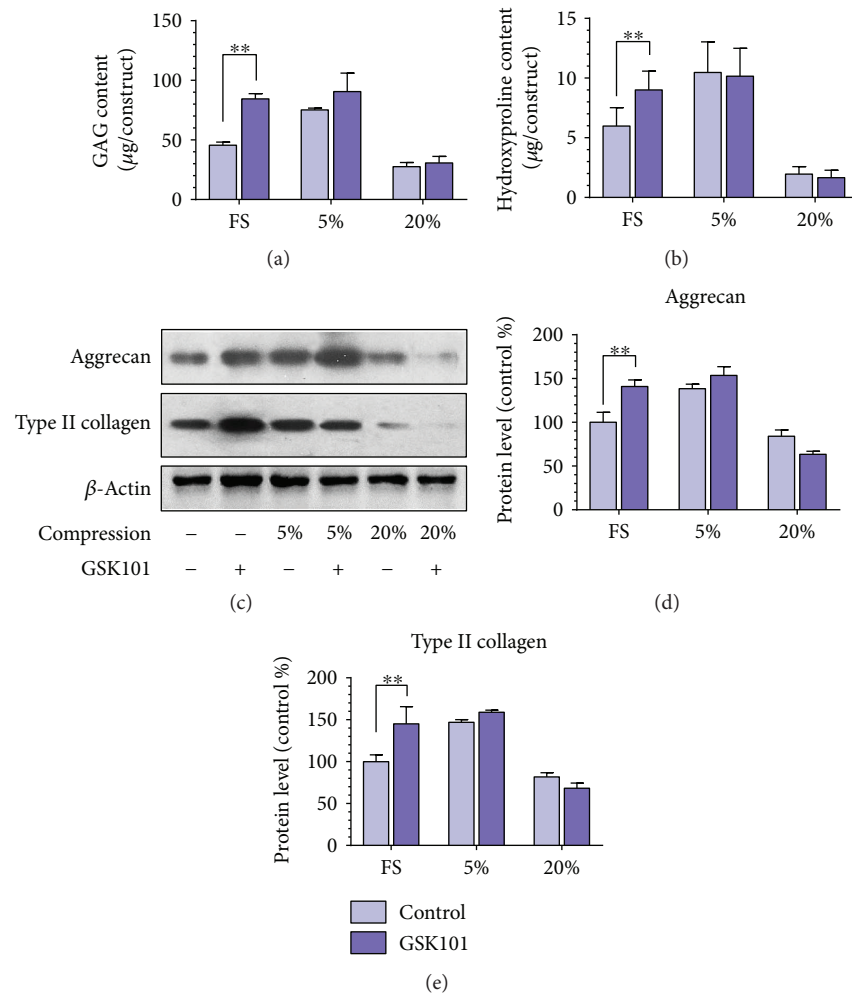 GAG content
(μg/construct)
150
100
50
0
**
FS 5% 20%
(a)
Hydroxyproline content
(μg/construct)
15
10
5
0
**
FS 5% 20%
(b)
Aggrecan
Type II collagen
β-Actin
Compression – – 5% 5% 20% 20%
GSK101 – + – + – +
(c)
Aggrecan
Protein level (control %)
200
150
100
50
0
**
FS 5% 20%
(d)
Type II collagen
Protein level (control %)
200
150
100
50
0
**
FS 5% 20%
Control
GSK101
(e)